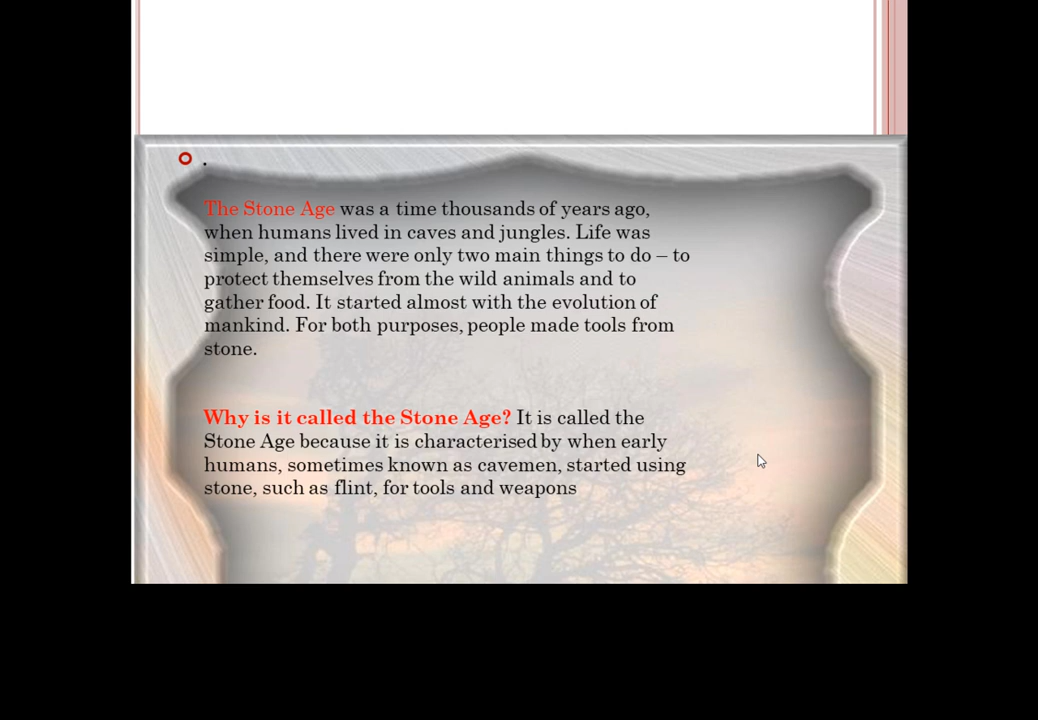 .
The Stone Age was a time thousands of years ago,
when humans lived in caves and jungles. Life was
simple, and there were only two main things to do – to
protect themselves from the wild animals and to
gather food. It started almost with the evolution of
mankind. For both purposes, people made tools from
stone.
Why is it called the Stone Age? It is called the
Stone Age because it is characterised by when early
humans, sometimes known as cavemen, started using
stone, such as flint, for tools and weapons